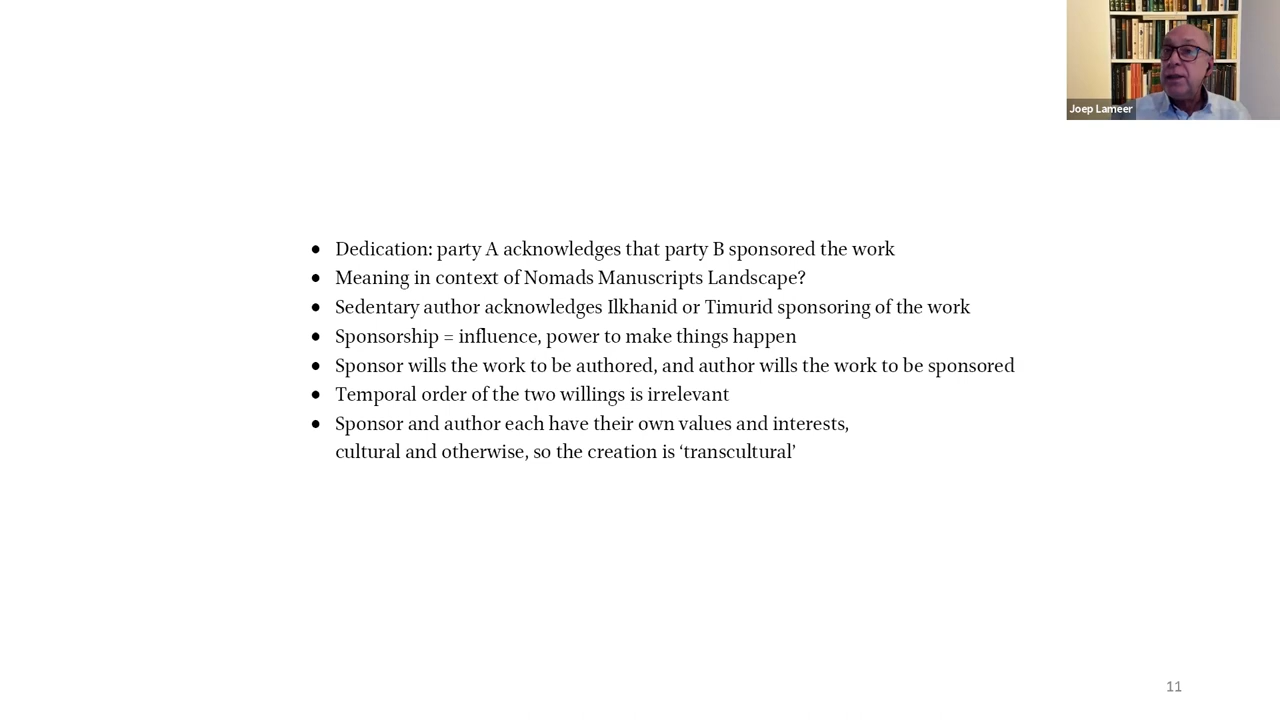 Joep Lameer
• Dedication: party A acknowledges that party B sponsored the work
• Meaning in context of Nomads Manuscripts Landscape?
• Sedentary author acknowledges Ilkhanid or Timurid sponsoring of the work
• Sponsorship = influence, power to make things happen
• Sponsor wills the work to be authored, and author wills the work to be sponsored
• Temporal order of the two willings is irrelevant
• Sponsor and author each have their own values and interests,
cultural and otherwise, so the creation is ‘transcultural’
11